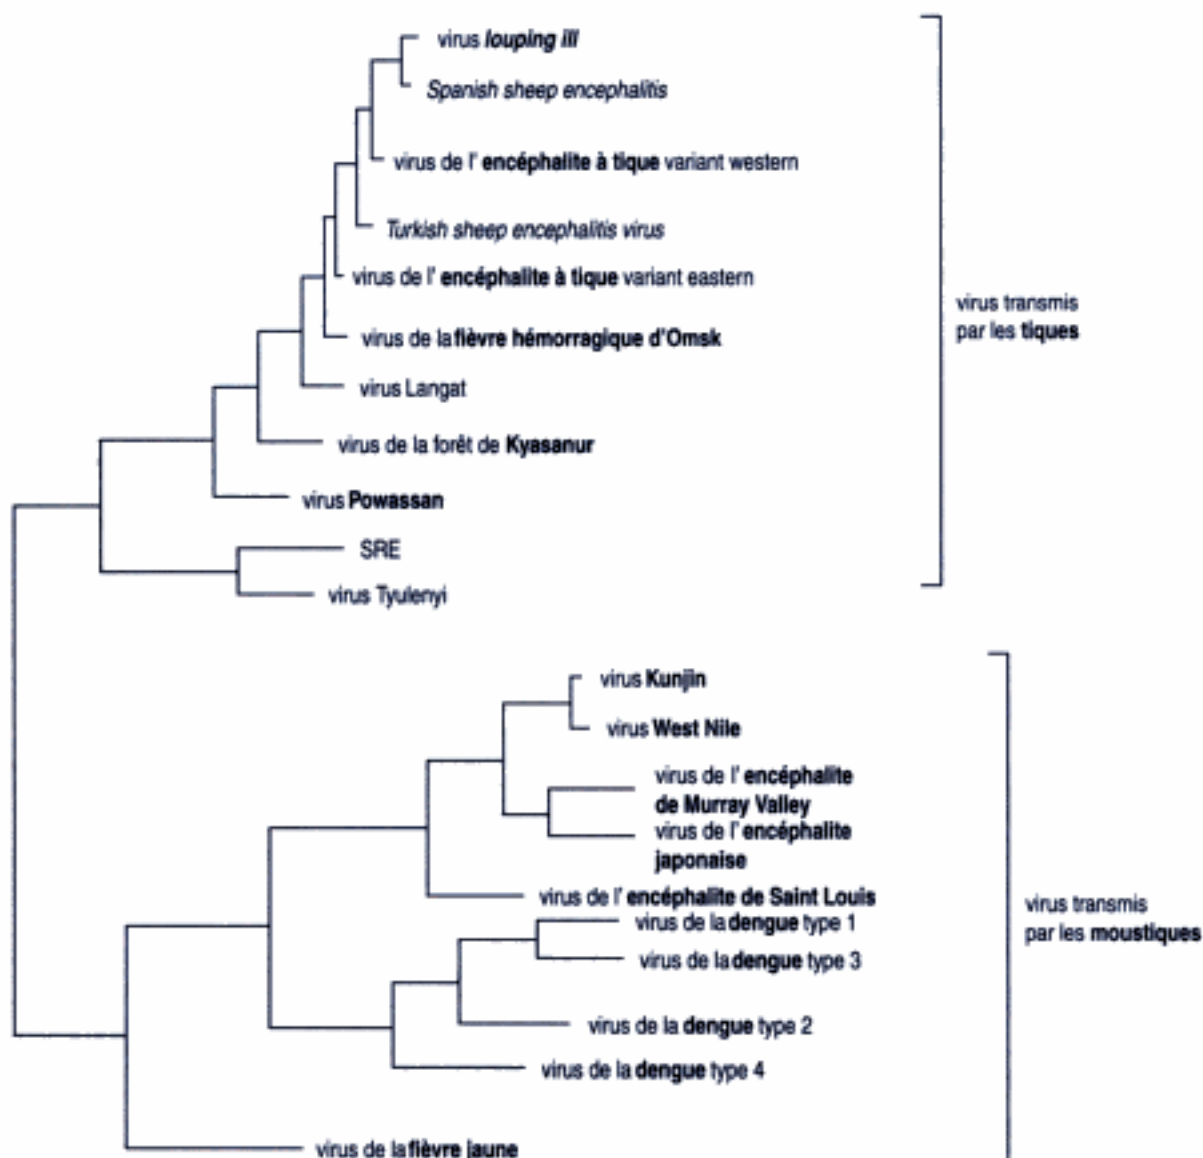 virus louping ill
Spanish sheep encephalitis
virus de l' encéphalite à tique variant western
Turkish sheep encephalitis virus
virus de l' encéphalite à tique variant eastern
virus de la fièvre hémorragique d'Omsk
virus Langat
virus de la forêt de Kyasanur
virus Powassan
SRE
virus Tyulenyi
virus transmis
par les tiques
virus Kunjin
virus West Nile
virus de l' encéphalite
de Murray Valley
virus de l' encéphalite
japonaise
virus de l' encéphalite de Saint Louis
virus de la dengue type 1
virus de la dengue type 3
virus de la dengue type 2
virus de la dengue type 4
virus de la fièvre jaune
virus transmis
par les moustiques